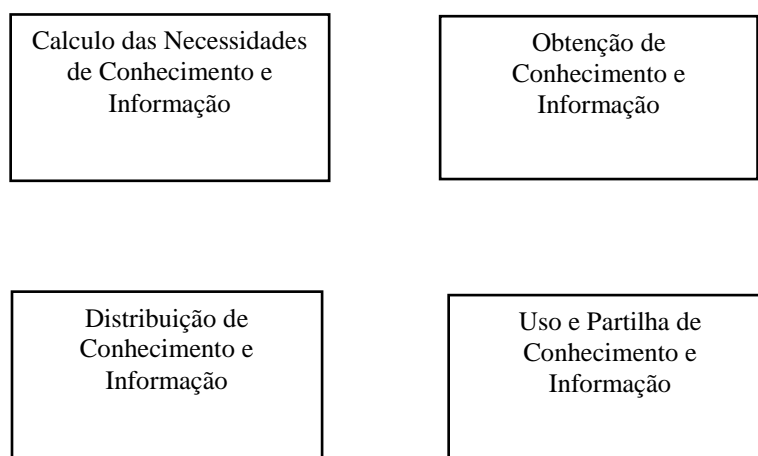 Calculo das Necessidades
de Conhecimento e
Informação
Obtenção de
Conhecimento e
Informação
Distribuição de
Conhecimento e
Informação
Uso e Partilha de
Conhecimento e
Informação